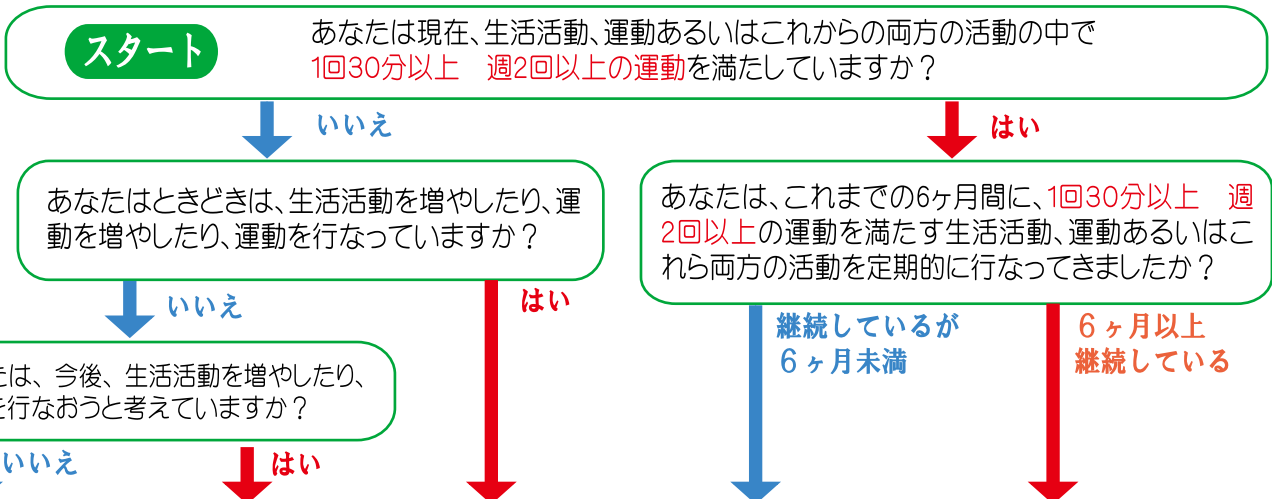 スタート
あなたは現在、生活活動、運動あるいはこれからの両方の活動の中で
1回30分以上　週2回以上の運動を満たしていますか？
いいえ
はい
あなたはときどきは、生活活動を増やしたり、運
動を増やしたり、運動を行なっていますか？
あなたは、これまでの6ヶ月間に、1回30分以上　週
2回以上の運動を満たす生活活動、運動あるいはこ
れら両方の活動を定期的に行なってきましたか？
いいえ
はい
継続しているが
６ヶ月未満
６ヶ月以上
継続している
たは、今後、生活活動を増やしたり、
を行なおうと考えていますか？
いいえ
はい